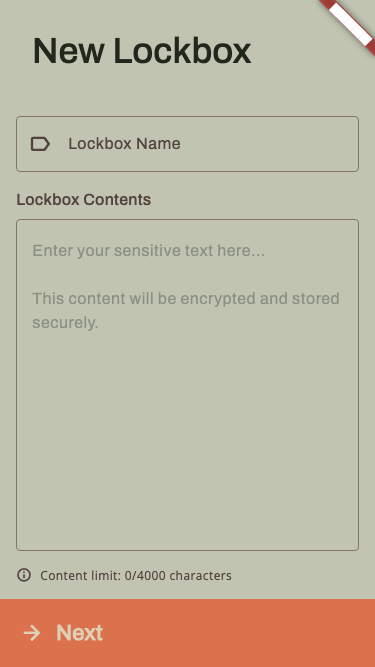 New Lockbox
Lockbox Name
Lockbox Contents
Enter your sensitive text here...
This content will be encrypted and stored
securely.
Content limit: 0/4000 characters
Next